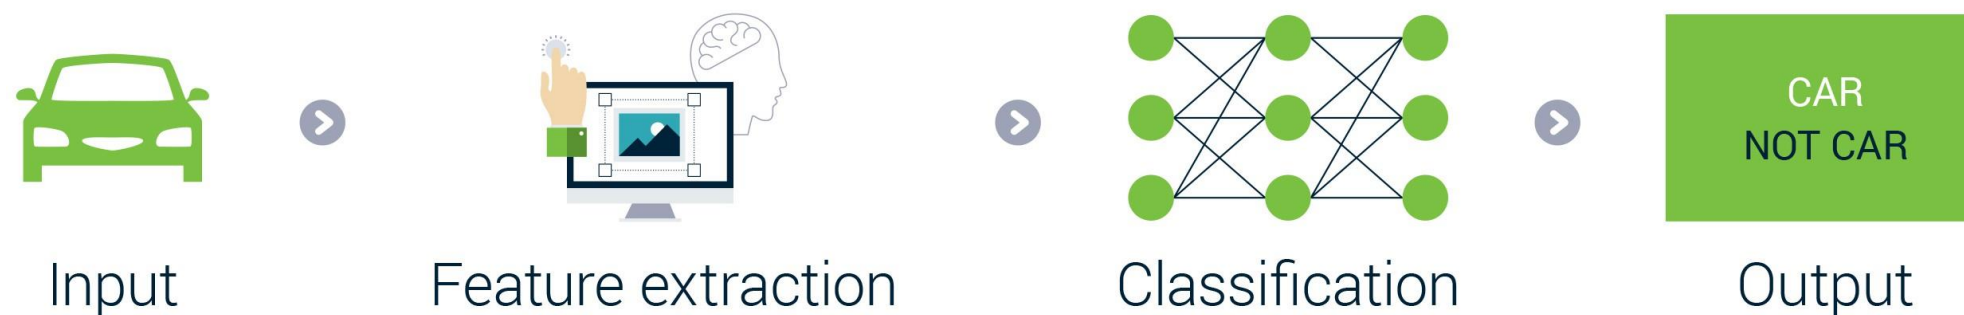 CAR
NOT CAR
Input
Feature extraction
Classification
Output